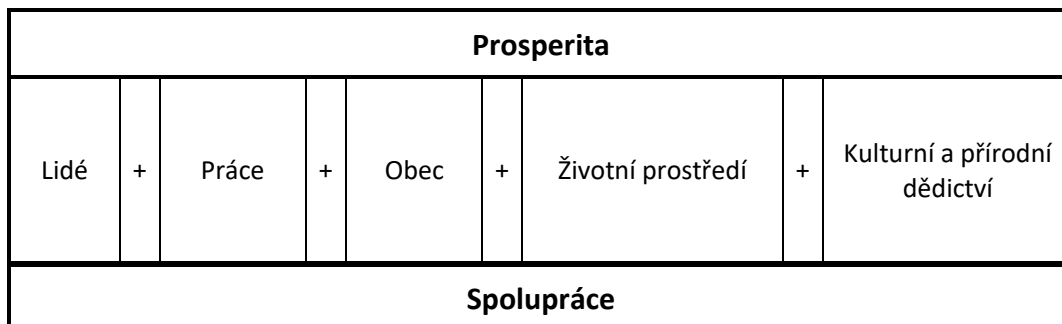 Prosperita
Lidé + Práce + Obec + Životní prostředí + Kulturní a přírodní
dědictví
Spolupráce